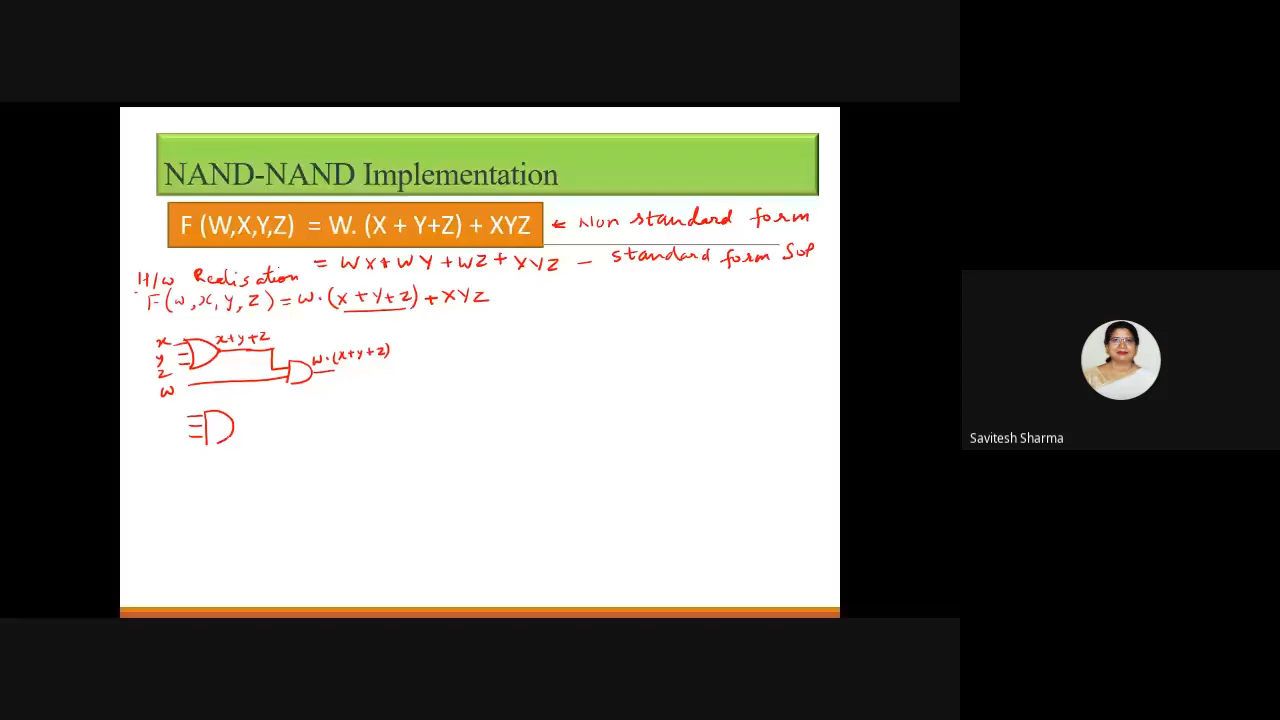 NAND-NAND Implementation
F (W,X,Y,Z) = W. (X + Y+Z) + XYZ ← Non standard form
= WX + WY + WZ + XYZ – standard form SoP
H/w Realisation
F(W, X, Y, Z) = W·(X+Y+Z) + XYZ
X
Y
Z
W
X+Y+Z
W·(X+Y+Z)
Savitesh Sharma